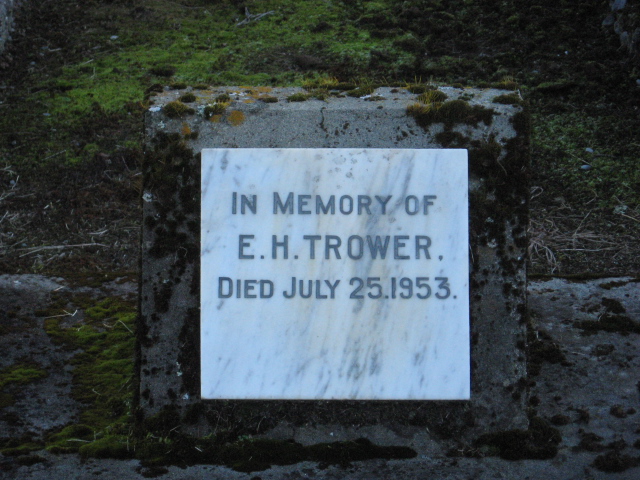 IN MEMORY OF
E.H. TROWER.
DIED JULY 25.1953.